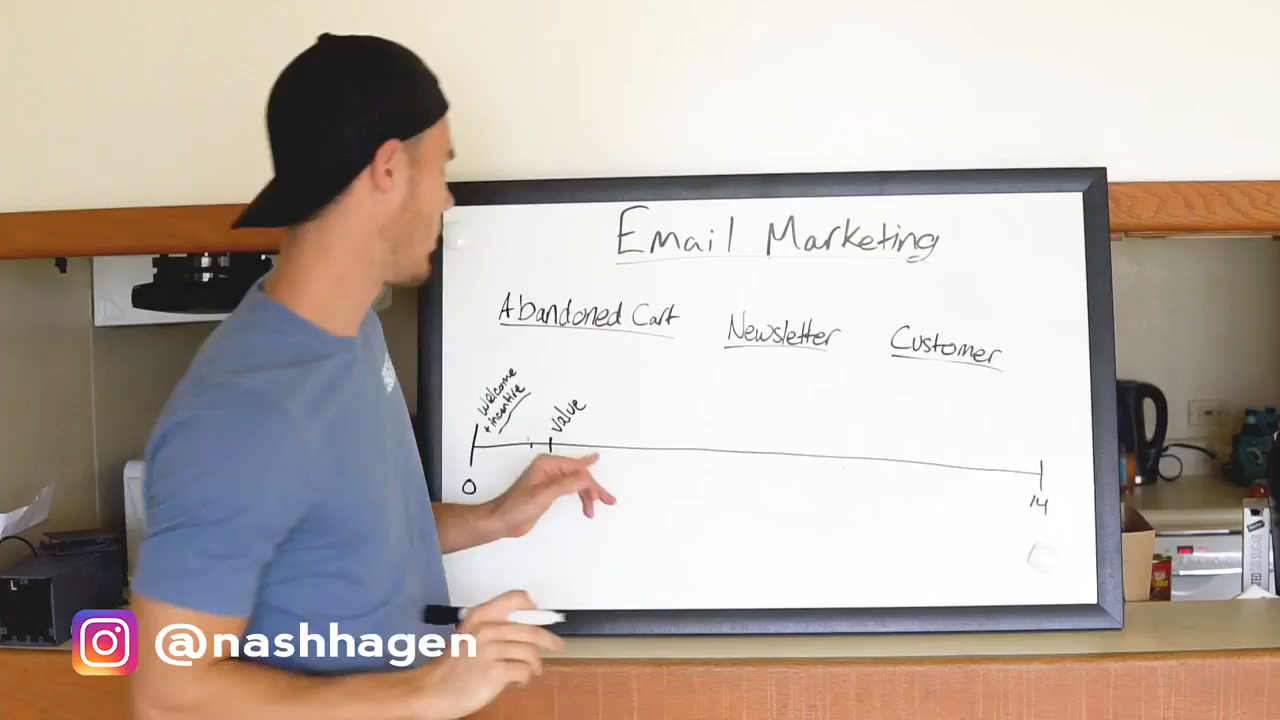 Email Marketing
Abandoned Cart
Newsletter
Customer
Welcome
+ incentive
value
0
14
@nashhagen
L